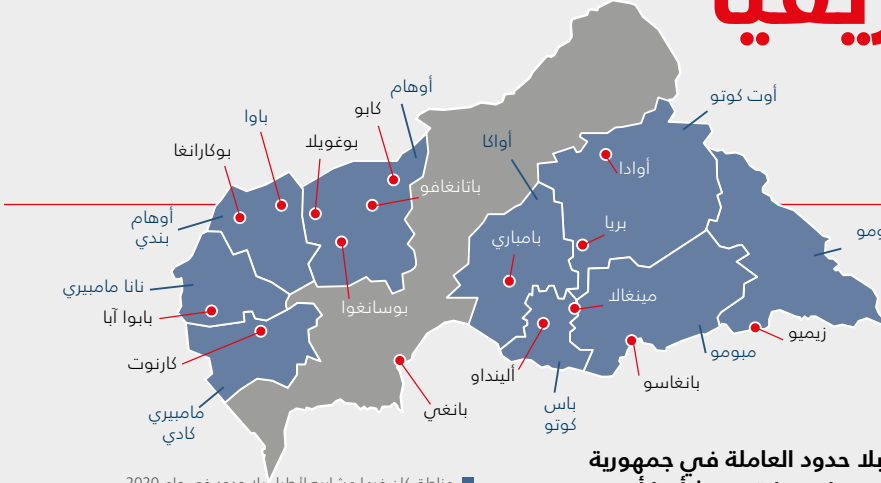 أوت كوتو
أوهام
كابو
باوا
بوغويلا
بوكارانغا
أواكا
أوادا
باتانغافو
أوهام
بندي
بريا
بامباري
نانا مامبيري
بابوا آبا
بوسانغوا
مينغالا
زيميو
مبومو
كارنوت
ألينداو
بانغاسو
بانغي
باس
كوتو
مامبيري
كادي
بلا حدود العاملة في جمهورية